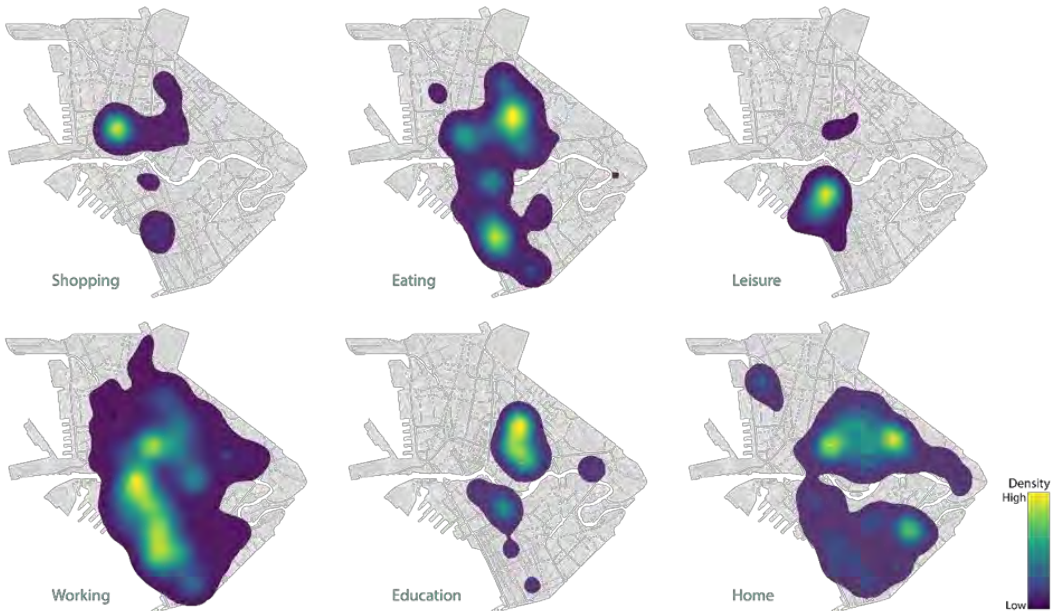 Shopping
Eating
Leisure
Working
Education
Home
Density
High
Low